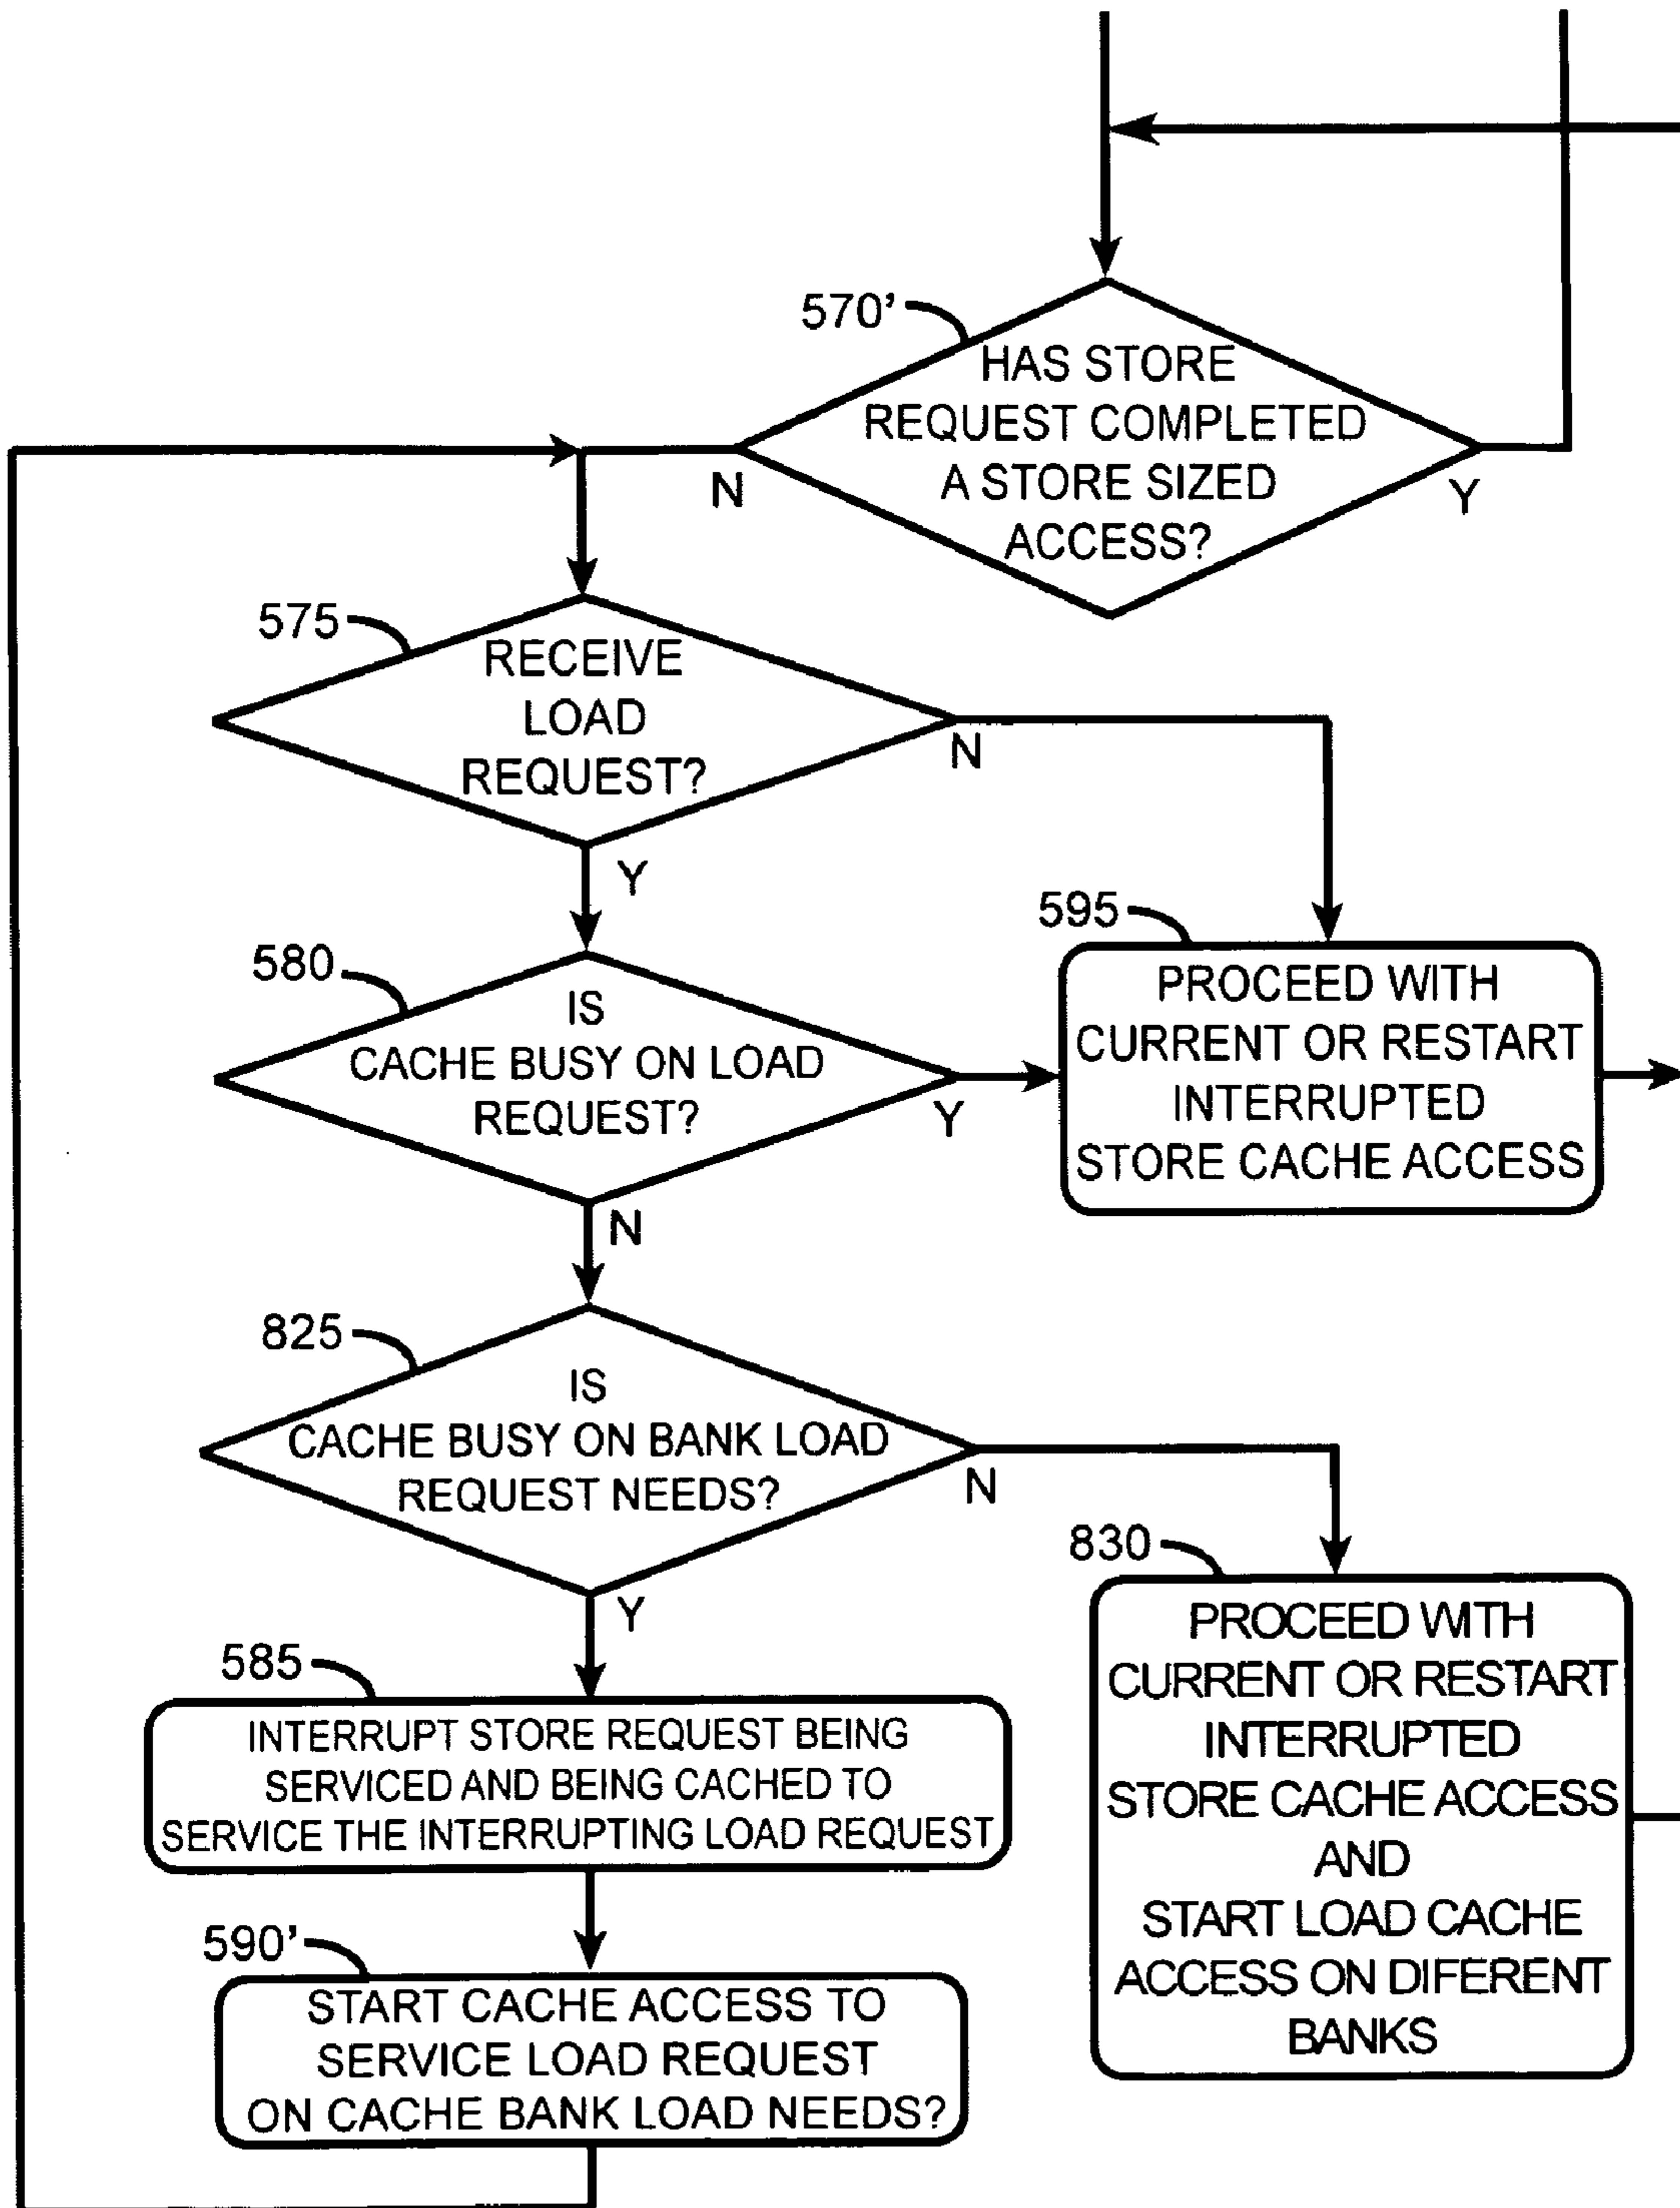 570’
HAS STORE
REQUEST COMPLETED
A STORE SIZED
ACCESS?
N
Y
575
RECEIVE
LOAD
REQUEST?
N
Y
595
PROCEED WITH
CURRENT OR RESTART
INTERRUPTED
STORE CACHE ACCESS
580
IS
CACHE BUSY ON LOAD
REQUEST?
Y
N
825
IS
CACHE BUSY ON BANK LOAD
REQUEST NEEDS?
N
Y
830
PROCEED WITH
CURRENT OR RESTART
INTERRUPTED
STORE CACHE ACCESS
AND
START LOAD CACHE
ACCESS ON DIFERENT
BANKS
585
INTERRUPT STORE REQUEST BEING
SERVICED AND BEING CACHED TO
SERVICE THE INTERRUPTING LOAD REQUEST
590’
START CACHE ACCESS TO
SERVICE LOAD REQUEST
ON CACHE BANK LOAD NEEDS?